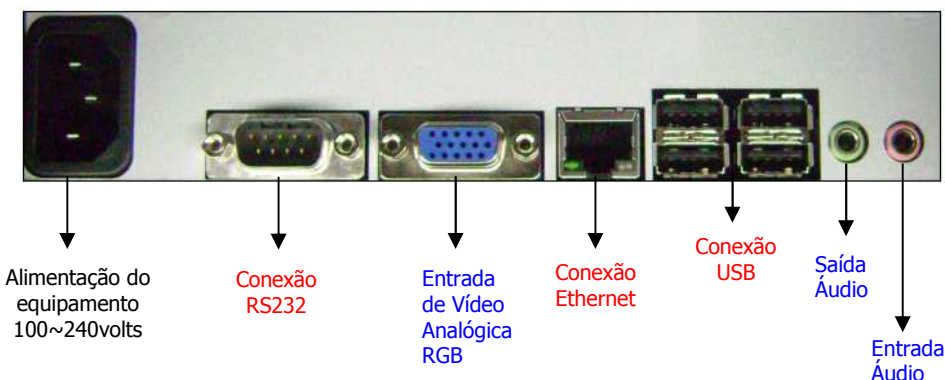 Alimentação do
equipamento
100~240volts
Conexão
RS232
Entrada
de Vídeo
Analógica
RGB
Conexão
Ethernet
Conexão
USB
Saída
Áudio
Entrada
Áudio